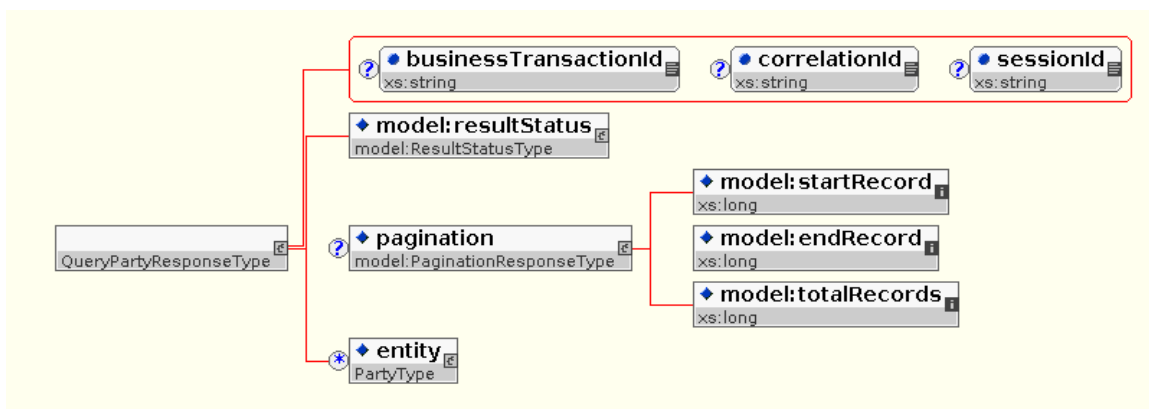 businessTransactionId
xs:string
correlationId
xs:string
sessionId
xs:string
model:resultStatus
model:ResultStatusType
QueryPartyResponseType
pagination
model:PaginationResponseType
model:startRecord
xs:long
model:endRecord
xs:long
model:totalRecords
xs:long
entity
PartyType